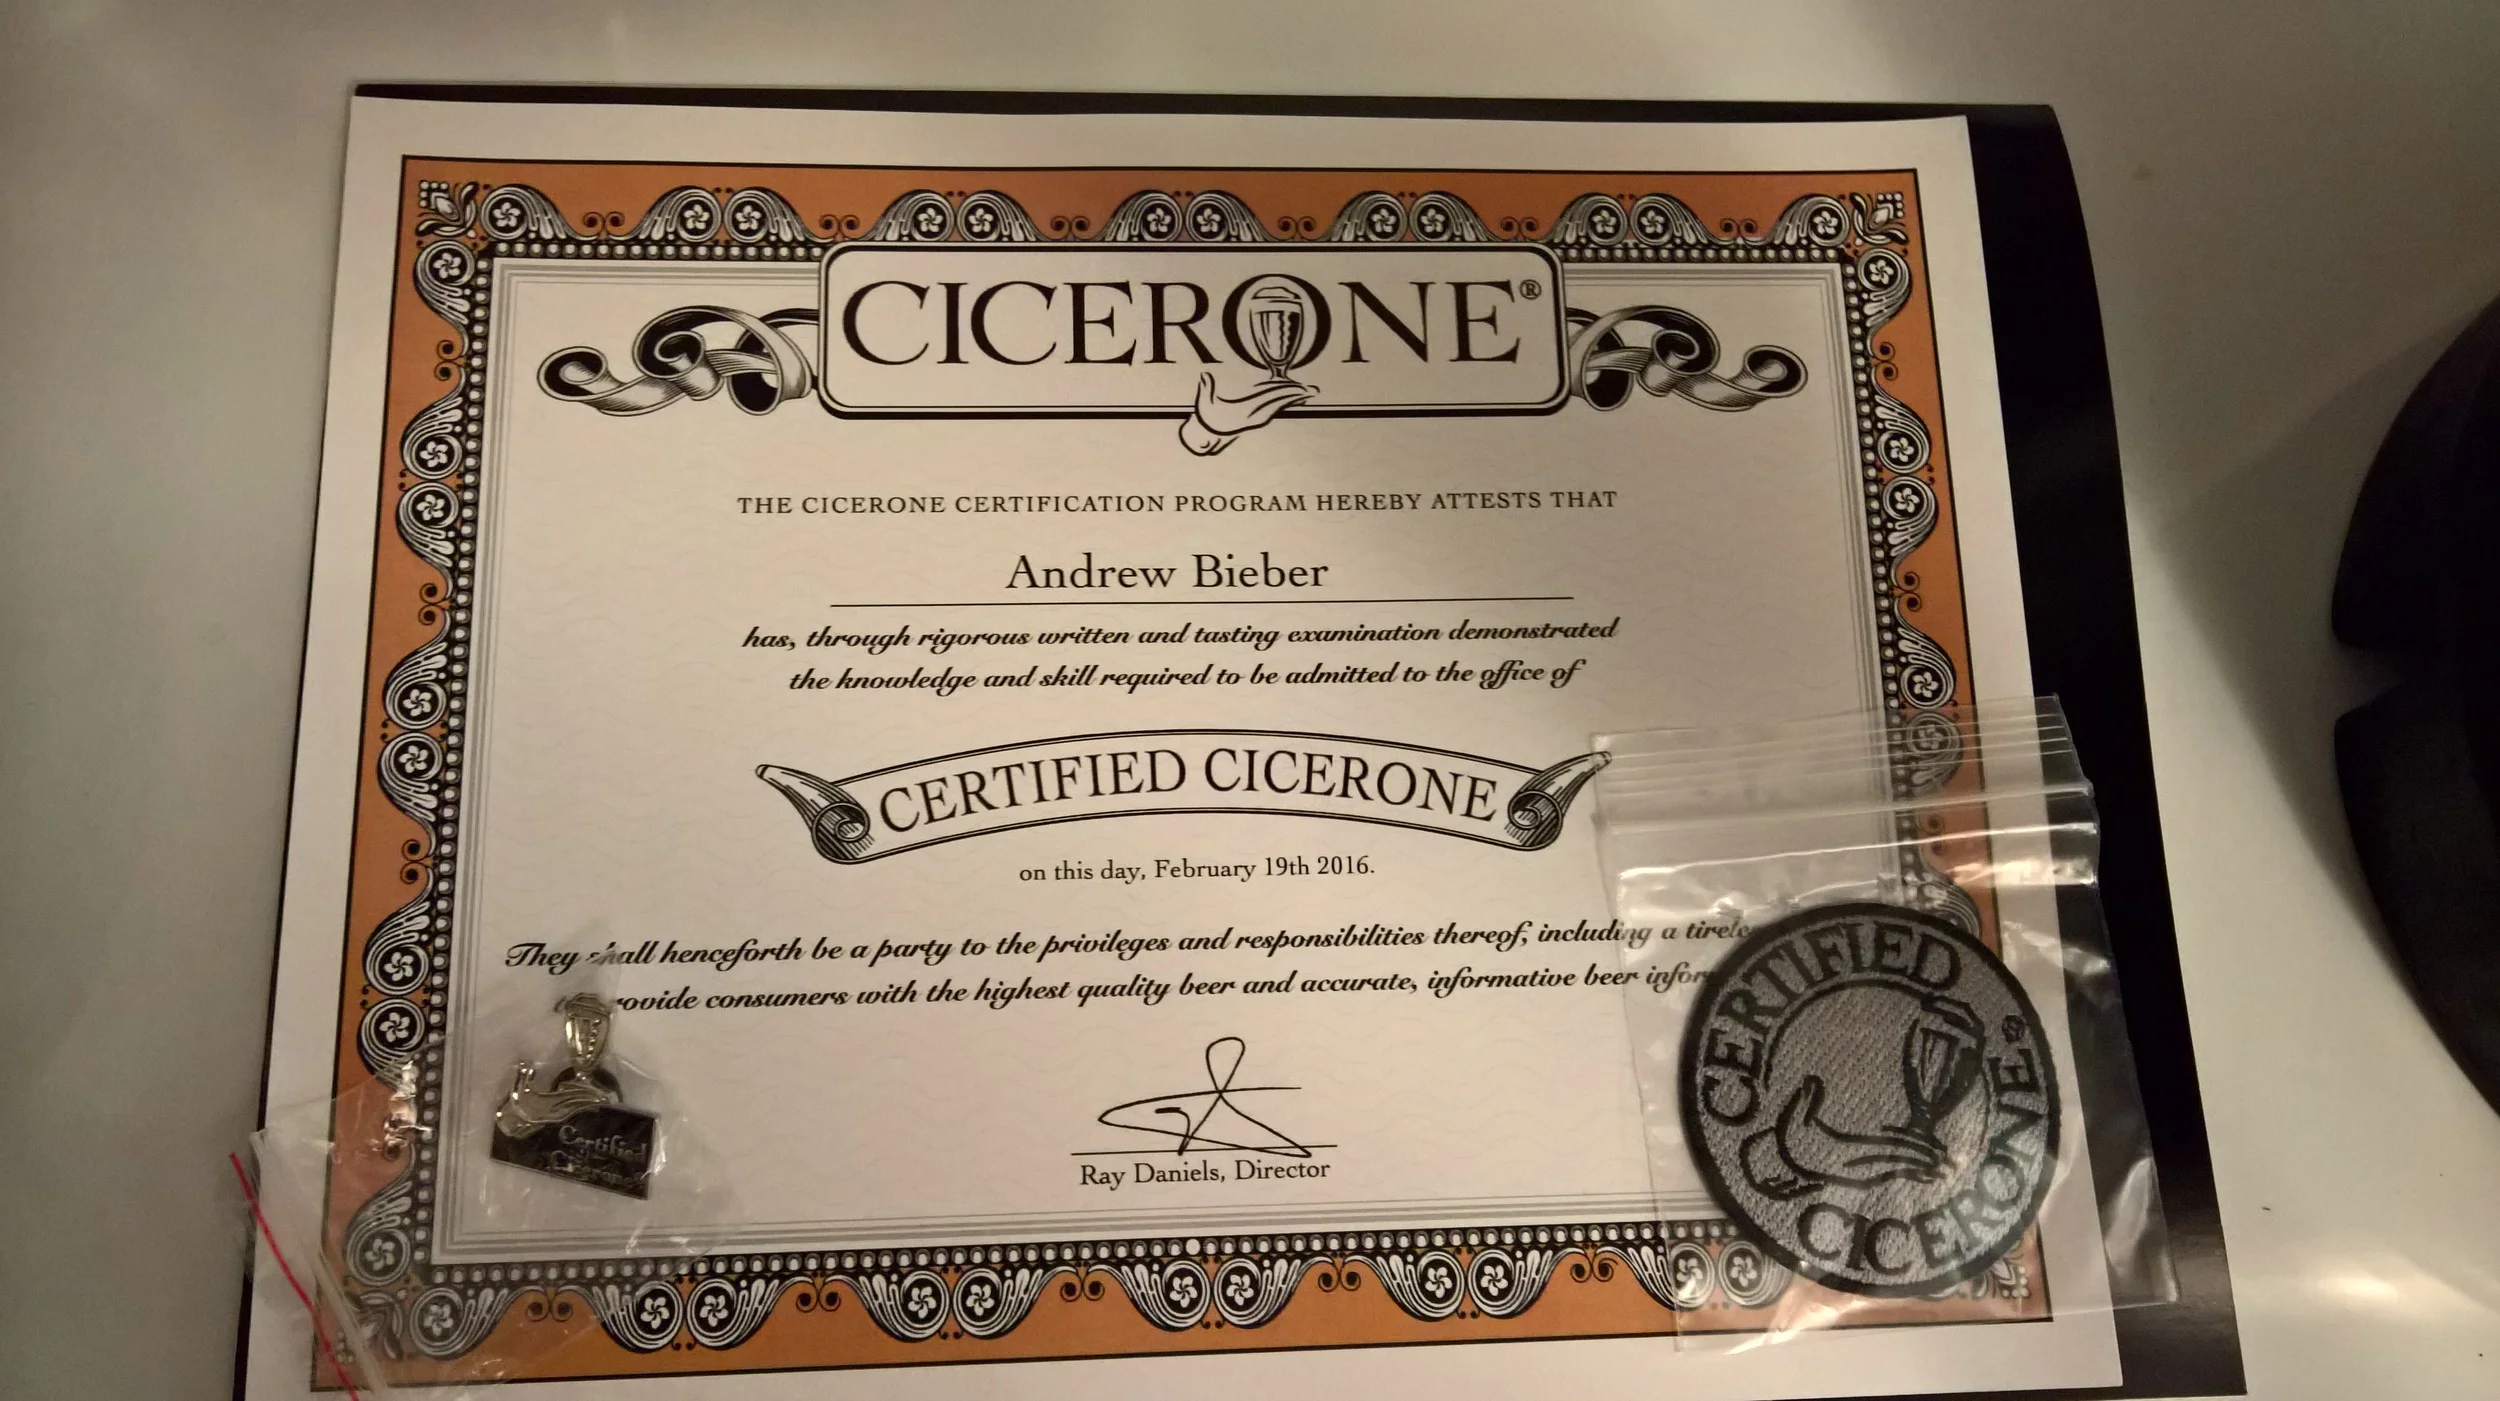 CICERONE®
THE CICERONE CERTIFICATION PROGRAM HEREBY ATTESTS THAT
Andrew Bieber
has, through rigorous written and tasting examination demonstrated
the knowledge and skill required to be admitted to the office of
CERTIFIED CICERONE
on this day, February 19th 2016.
They shall henceforth be a party to the privileges and responsibilities thereof, including a
consumers with the highest quality beer and accurate, informative beer
Ray Daniels, Director
Certified
Cicerone
CERTIFIED
CICERONE®